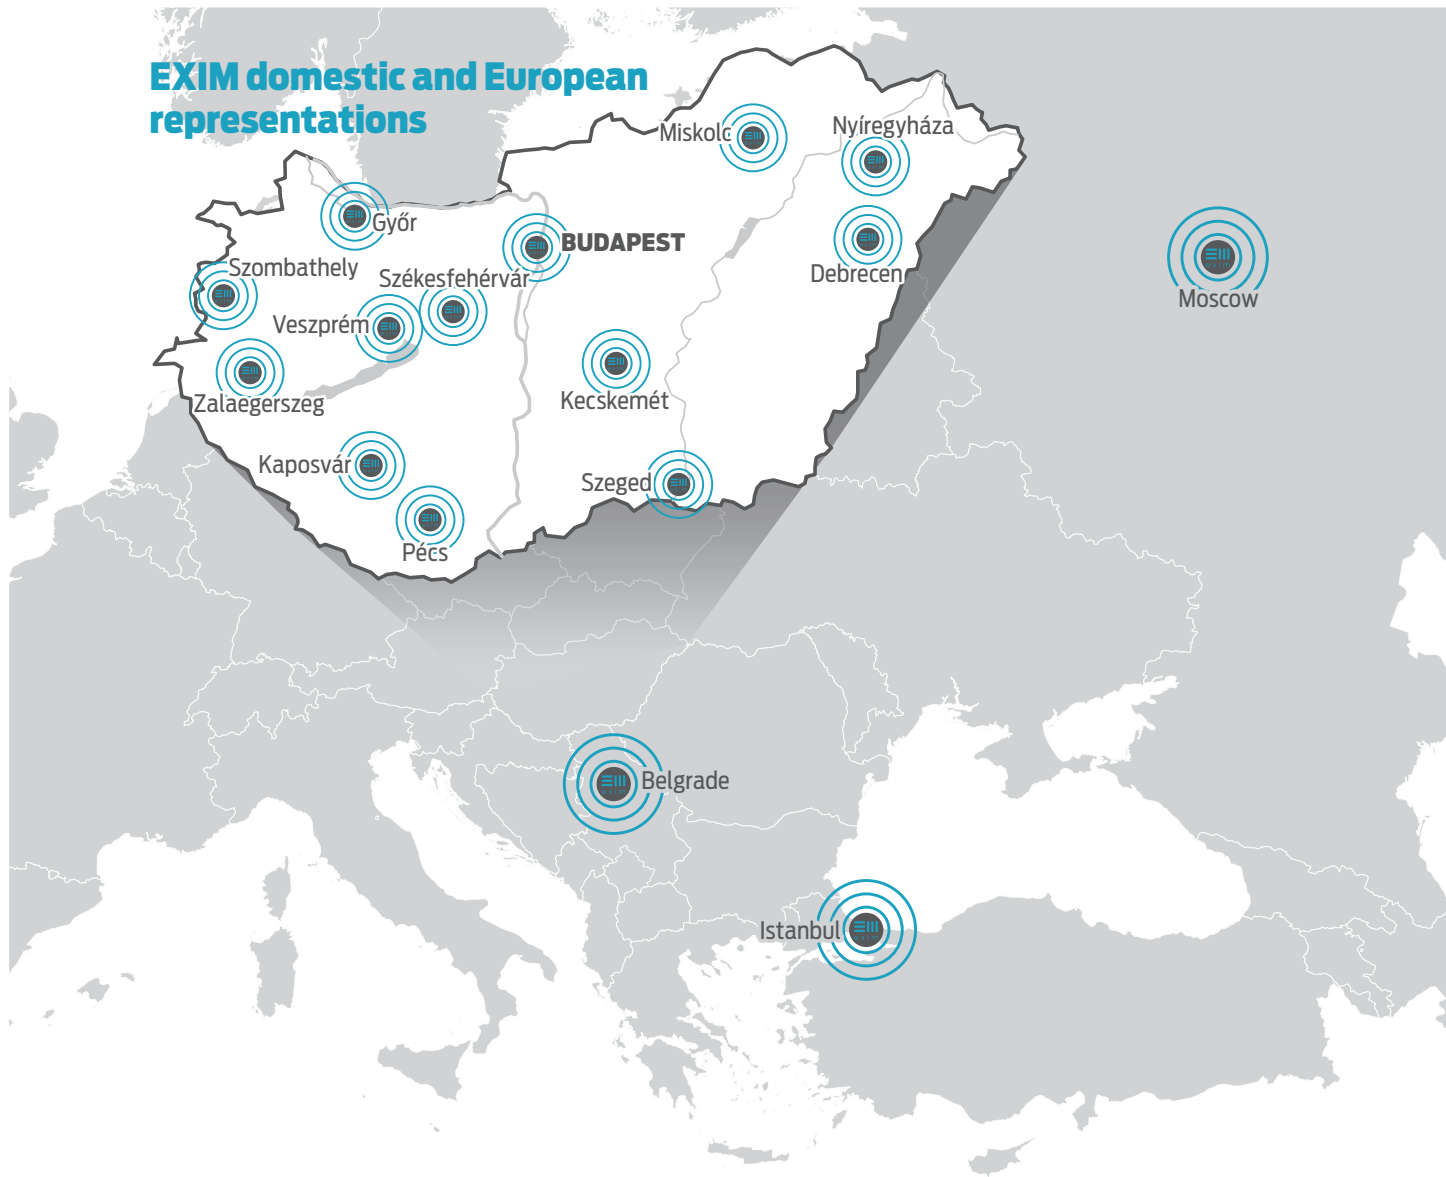 EXIM domestic and European
representations
Miskolc
Nyíregyháza
Győr
BUDAPEST
Szombathely
Székesfehérvár
Debrecen
Moscow
Veszprém
Zalaegerszeg
Kecskemét
Kaposvár
Szeged
Pécs
Belgrade
exim
Istanbul